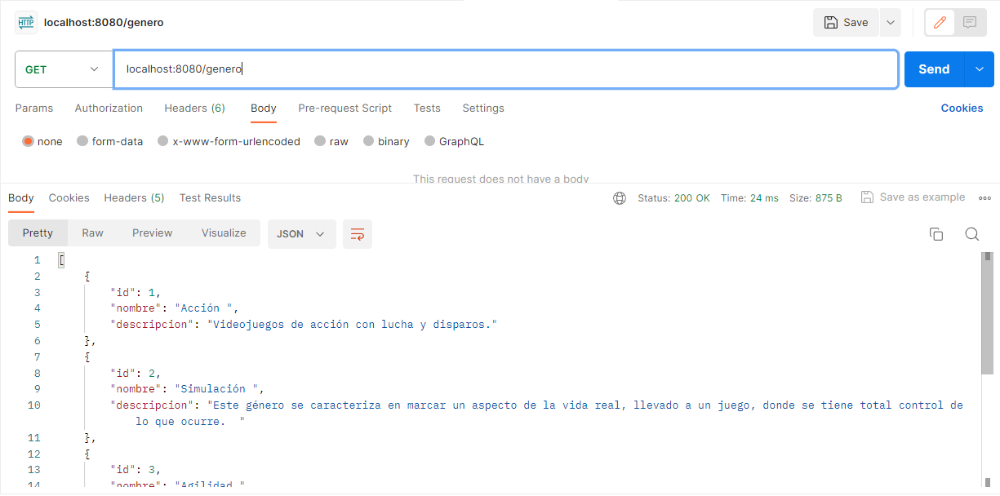 HTTP localhost:8080/genero Save
GET localhost:8080/genero Send
Params Authorization Headers (6) Body Pre-request Script Tests Settings Cookies
none form-data x-www-form-urlencoded raw binary GraphQL
This request does not have a body
Body Cookies Headers (5) Test Results Status: 200 OK Time: 24 ms Size: 875 B Save as example
Pretty Raw Preview Visualize JSON
1 [
2 {
3 "id": 1,
4 "nombre": "Acción ",
5 "descripcion": "Videojuegos de acción con lucha y disparos."
6 },
7 {
8 "id": 2,
9 "nombre": "Simulación ",
10 "descripcion": "Este género se caracteriza en marcar un aspecto de la vida real, llevado a un juego, donde se tiene total control de
lo que ocurre.  "
11 },
12 {
13 "id": 3,
14 "nombre": "Agilidad "